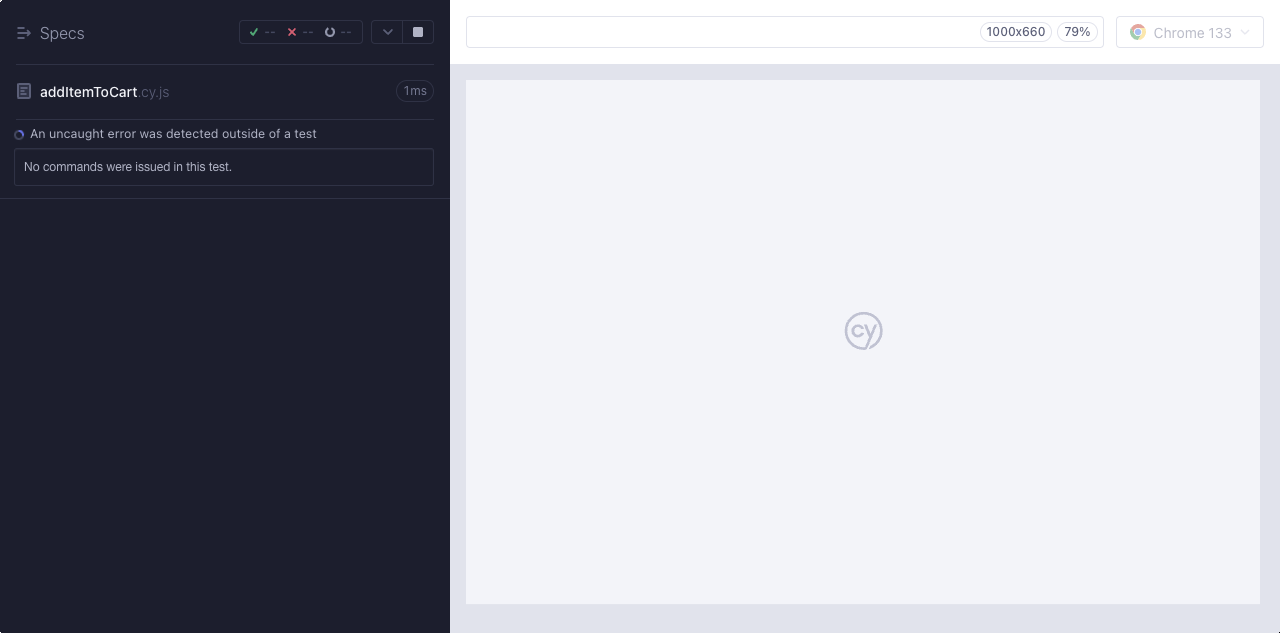 Specs -- -- --
addItemToCart.cy.js 1ms
An uncaught error was detected outside of a test
No commands were issued in this test.
1000x660 79% Chrome 133
cy